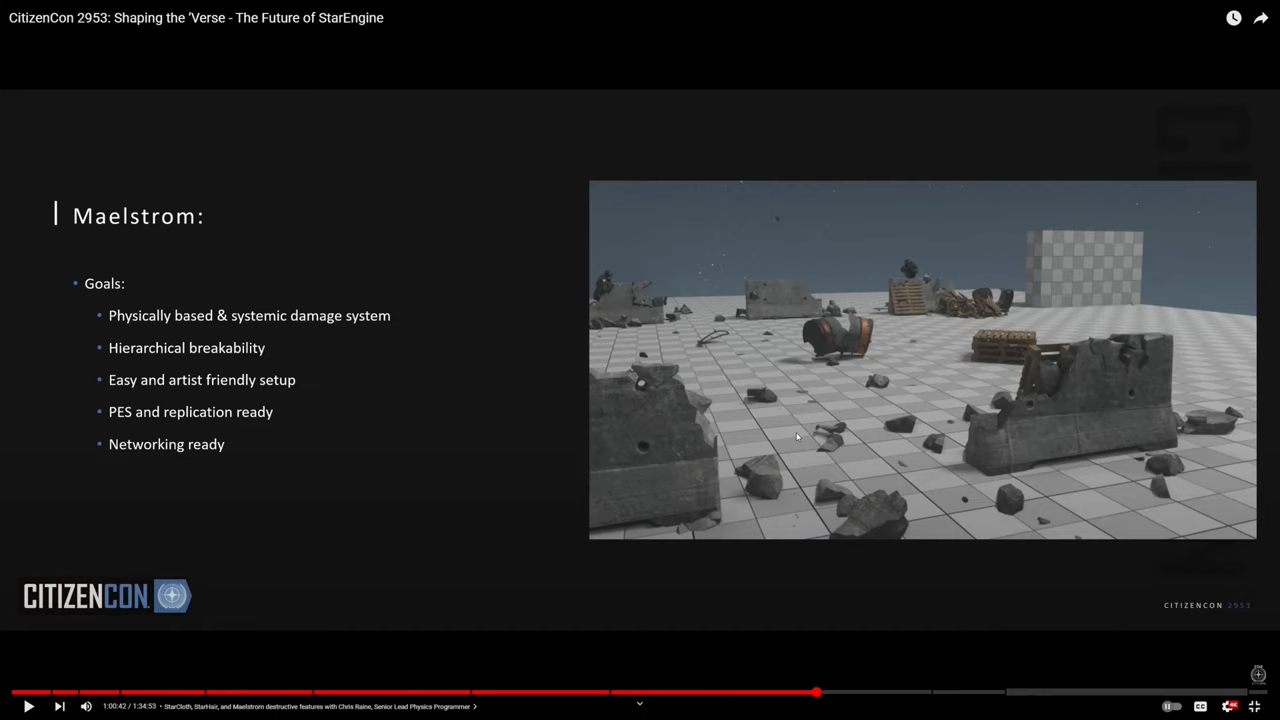 CitizenCon 2953: Shaping the ‘Verse - The Future of StarEngine
Maelstrom:
• Goals:
• Physically based & systemic damage system
• Hierarchical breakability
• Easy and artist friendly setup
• PES and replication ready
• Networking ready
CITIZENCON
CITIZENCON 2953
1:00:42 / 1:34:53 • StarCloth, StarHair, and Maelstrom destructive features with Chris Raine, Senior Lead Physics Programmer